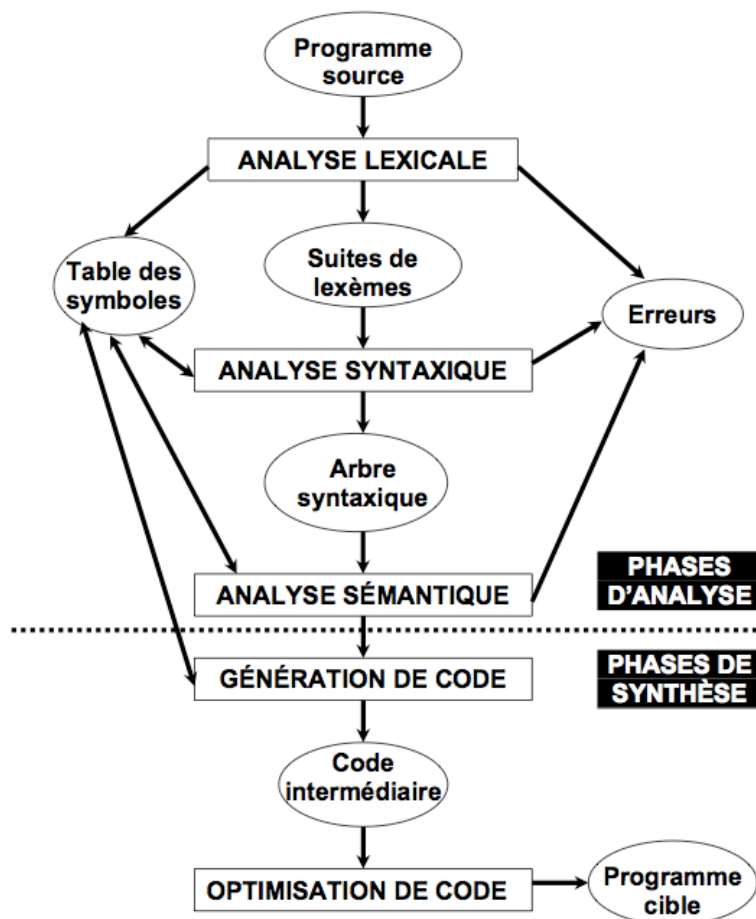 Programme
source
ANALYSE LEXICALE
Table des
symboles
Suites de
lexèmes
Erreurs
ANALYSE SYNTAXIQUE
Arbre
syntaxique
PHASES
D'ANALYSE
ANALYSE SÉMANTIQUE
GÉNÉRATION DE CODE
PHASES DE
SYNTHÈSE
Code
intermédiaire
OPTIMISATION DE CODE
Programme
cible